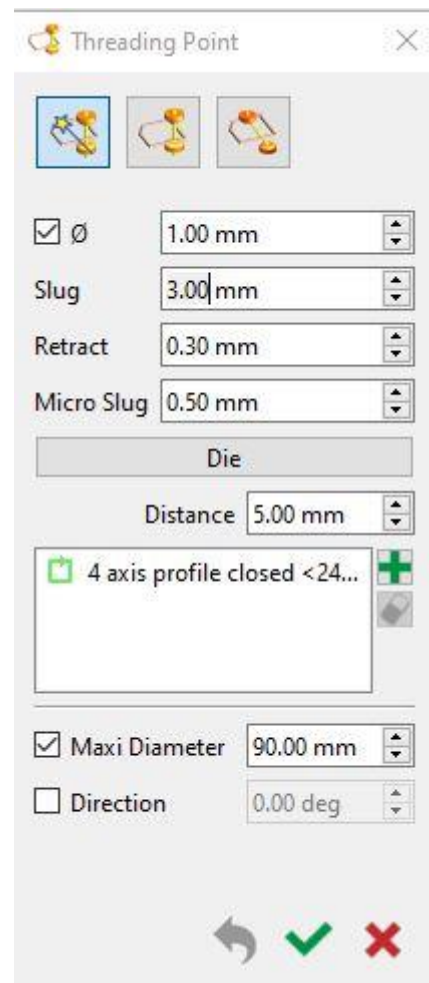 Threading Point
Ø 1.00 mm
Slug 3.00 mm
Retract 0.30 mm
Micro Slug 0.50 mm
Die
Distance 5.00 mm
4 axis profile closed <24...
Maxi Diameter 90.00 mm
Direction 0.00 deg